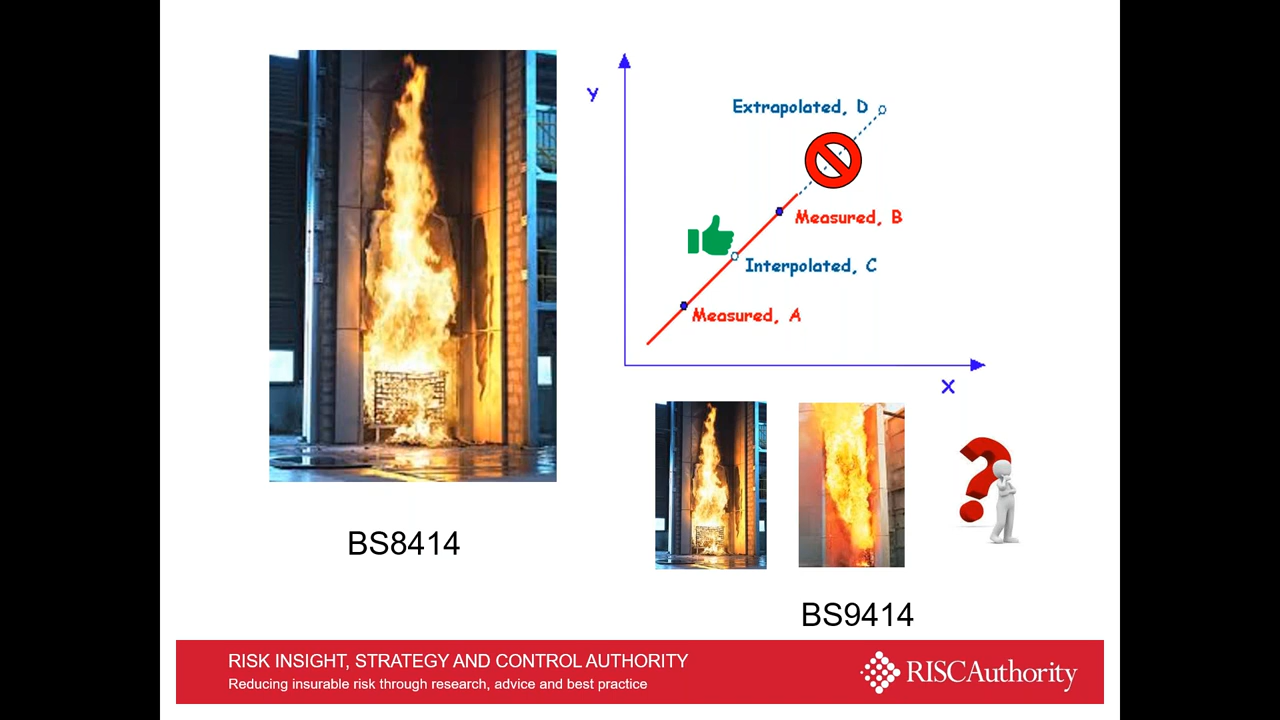 Y
Extrapolated, D
Measured, B
Interpolated, C
Measured, A
X
BS8414
BS9414
RISK INSIGHT, STRATEGY AND CONTROL AUTHORITY
Reducing insurable risk through research, advice and best practice
RISCAuthority